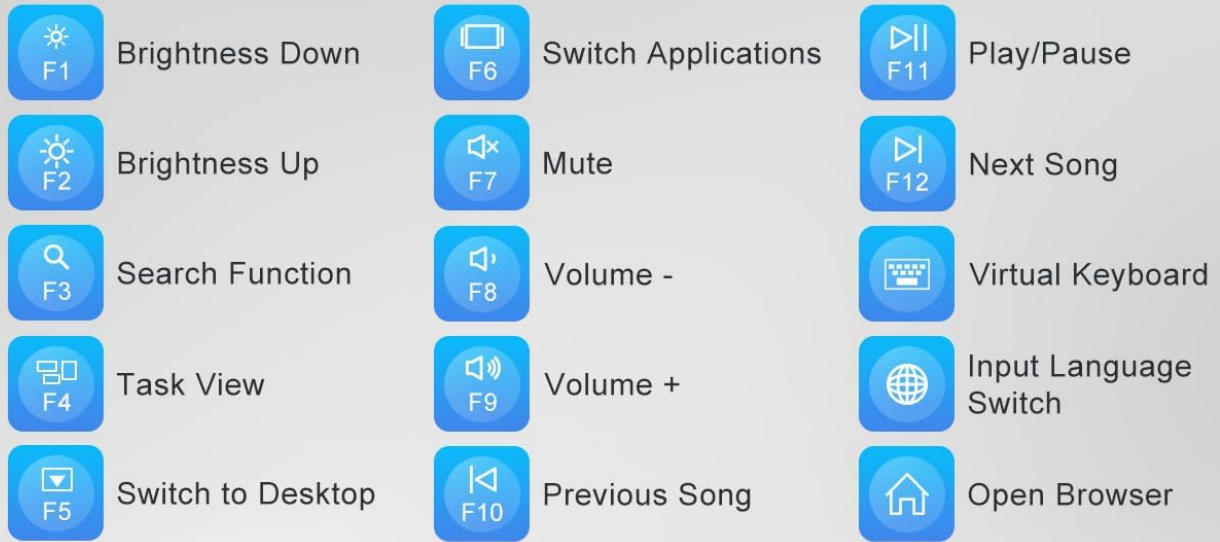 F1 Brightness Down
F2 Brightness Up
F3 Search Function
F4 Task View
F5 Switch to Desktop
F6 Switch Applications
F7 Mute
F8 Volume -
F9 Volume +
F10 Previous Song
F11 Play/Pause
F12 Next Song
Virtual Keyboard
Input Language
Switch
Open Browser